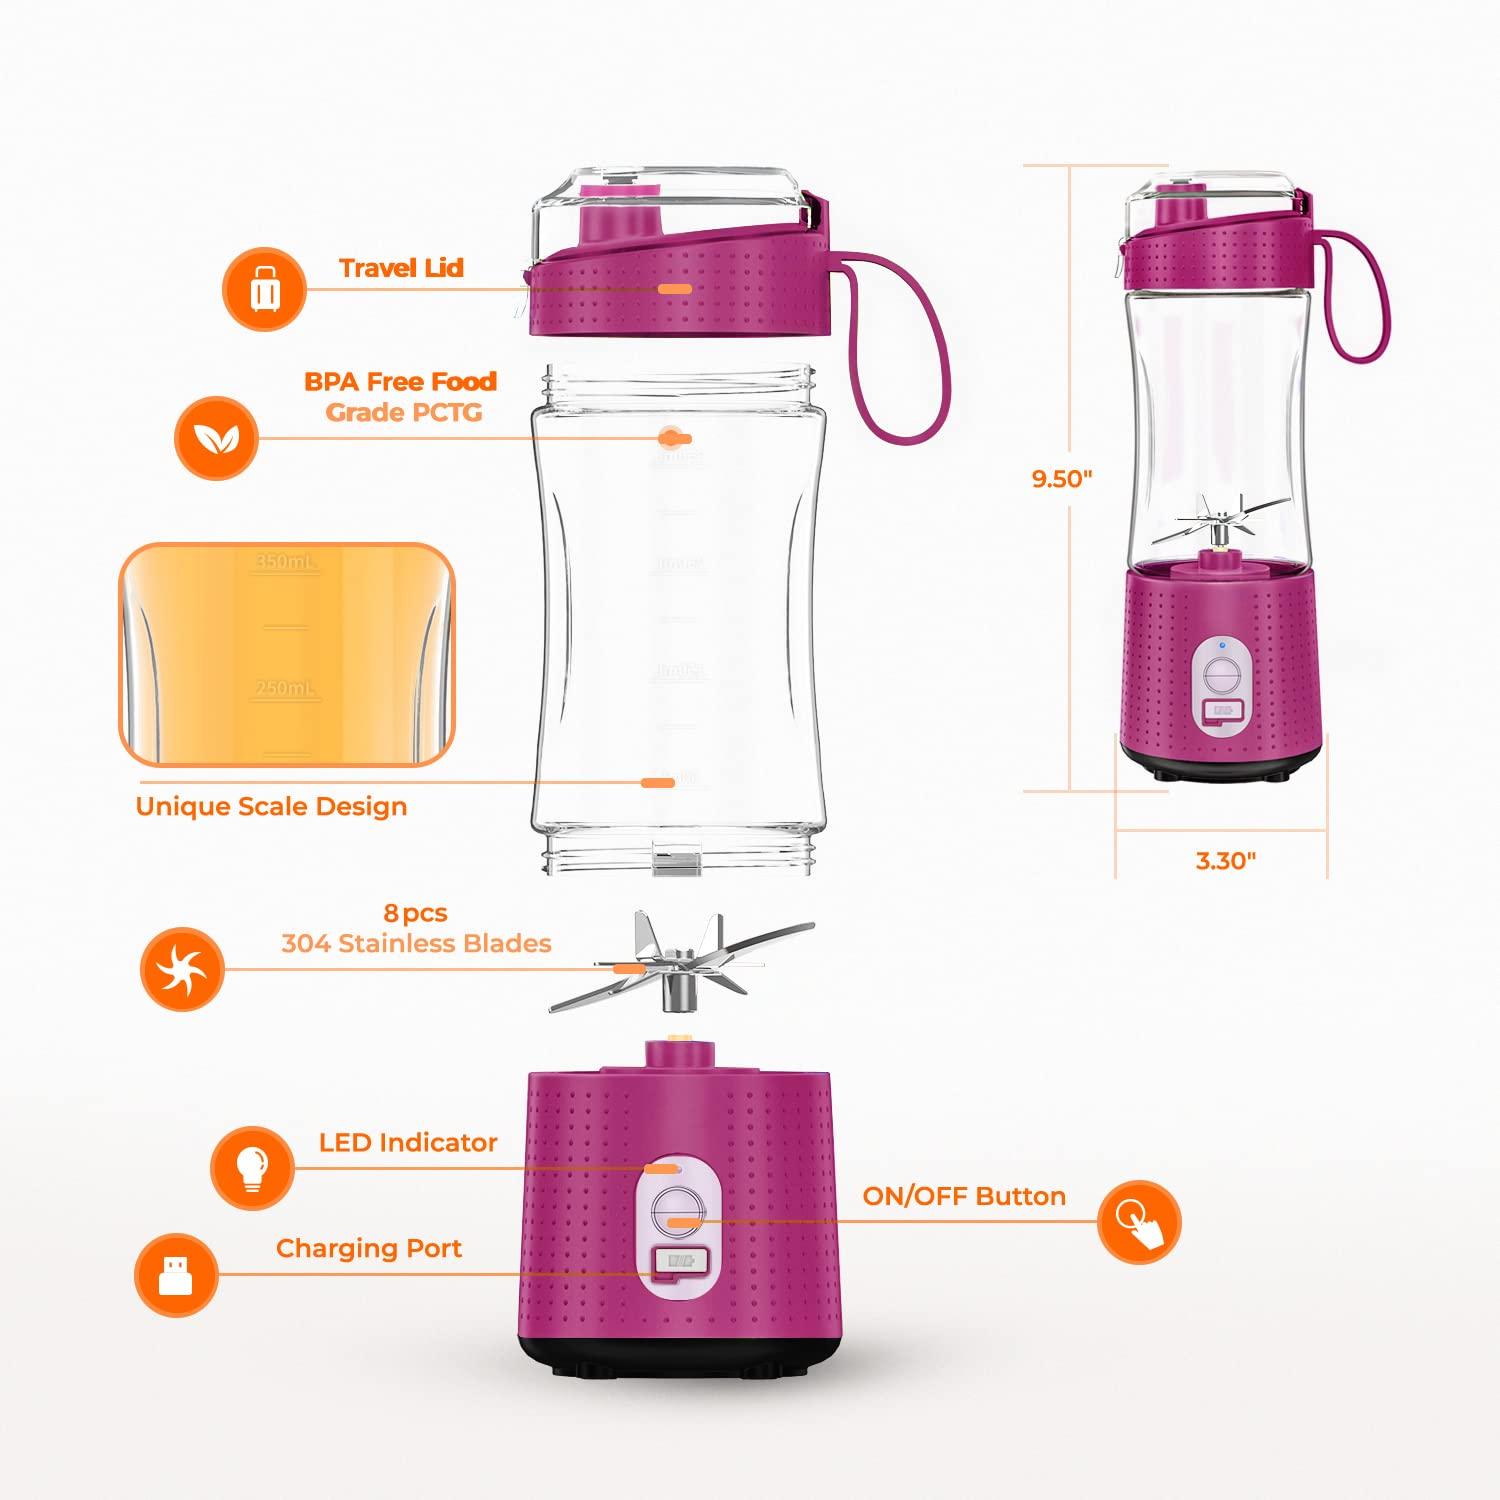 Travel Lid
BPA Free Food
Grade PCTG
350mL
250mL
Unique Scale Design
8pcs
304 Stainless Blades
LED Indicator
Charging Port
ON/OFF Button
9.50"
3.30"